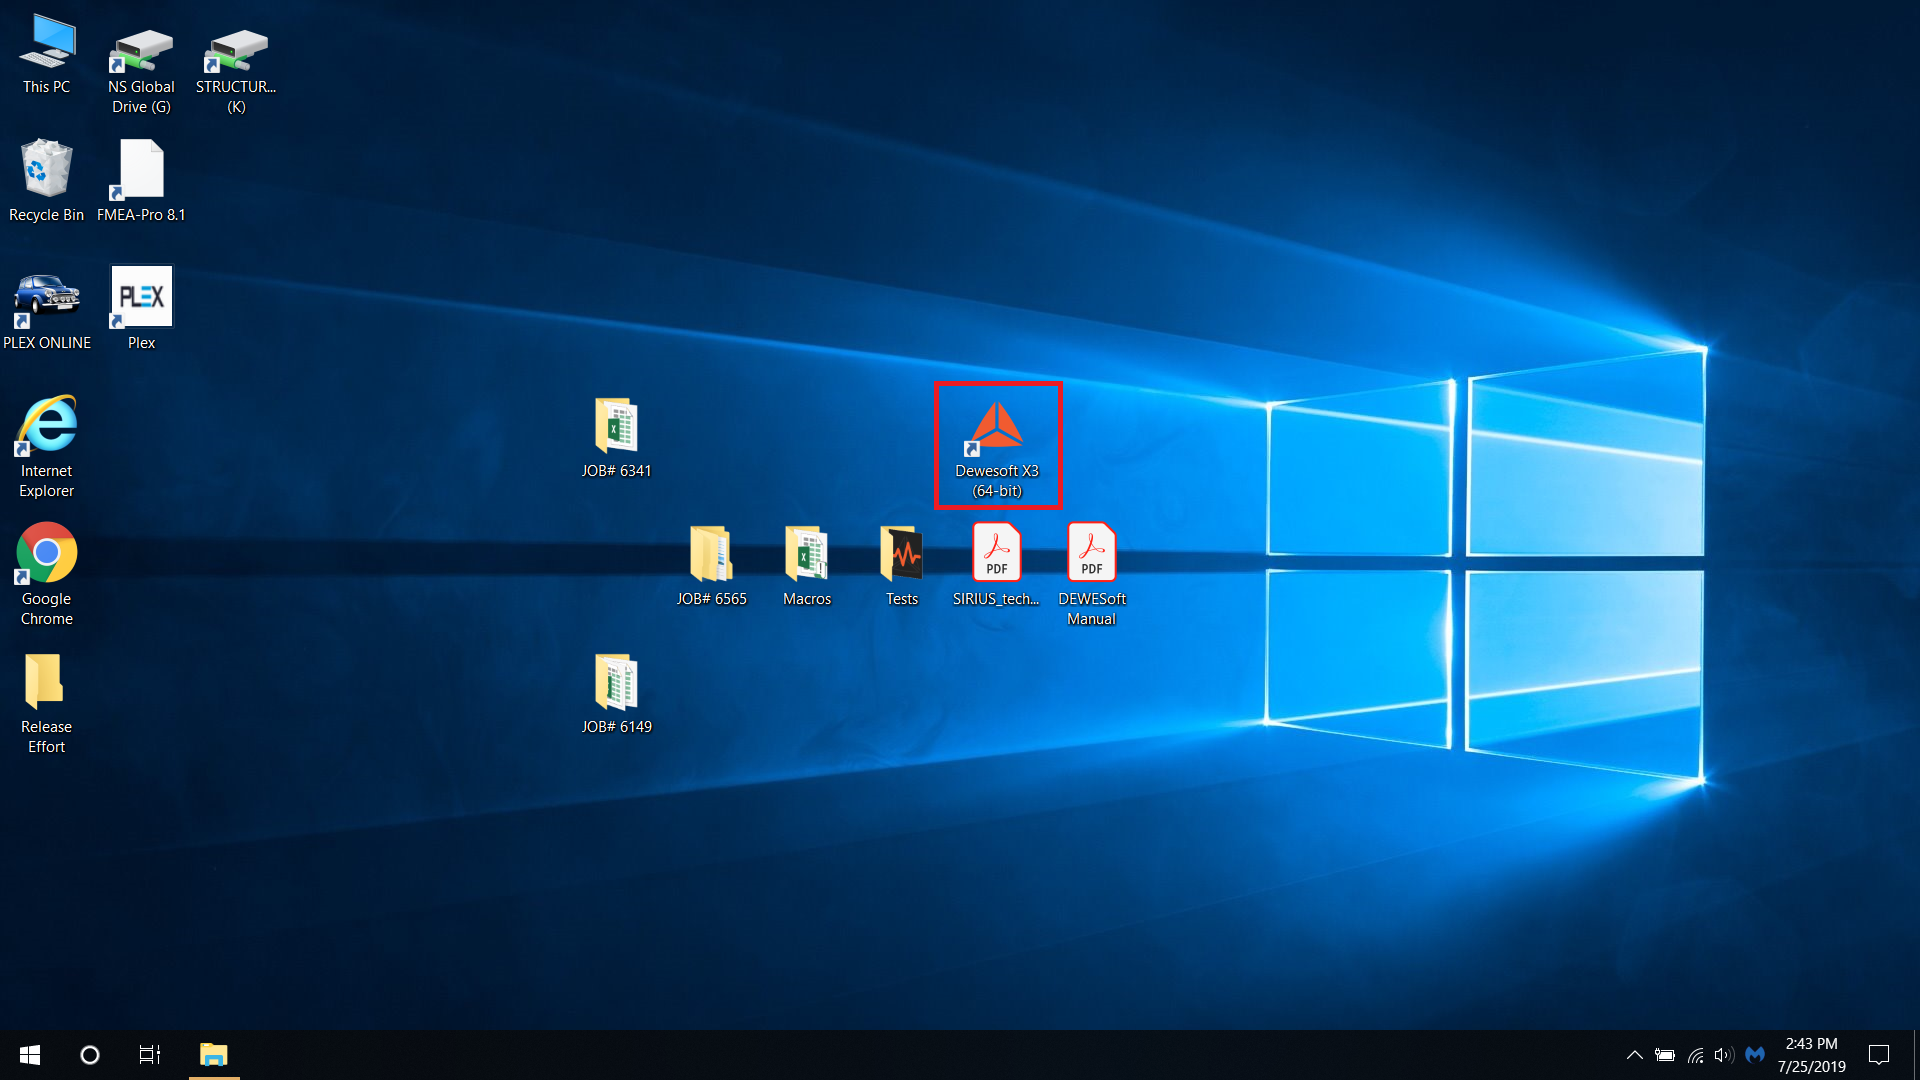 This PC
NS Global
Drive (G)
STRUCTUR...
(K)
Recycle Bin
FMEA-Pro 8.1
PLEX
PLEX ONLINE
Plex
JOB# 6341
Dewesoft X3
(64-bit)
Internet
Explorer
PDF
PDF
Google
Chrome
JOB# 6565
Macros
Tests
SIRIUS_tech...
DEWESoft
Manual
Release
Effort
JOB# 6149
2:43 PM
7/25/2019